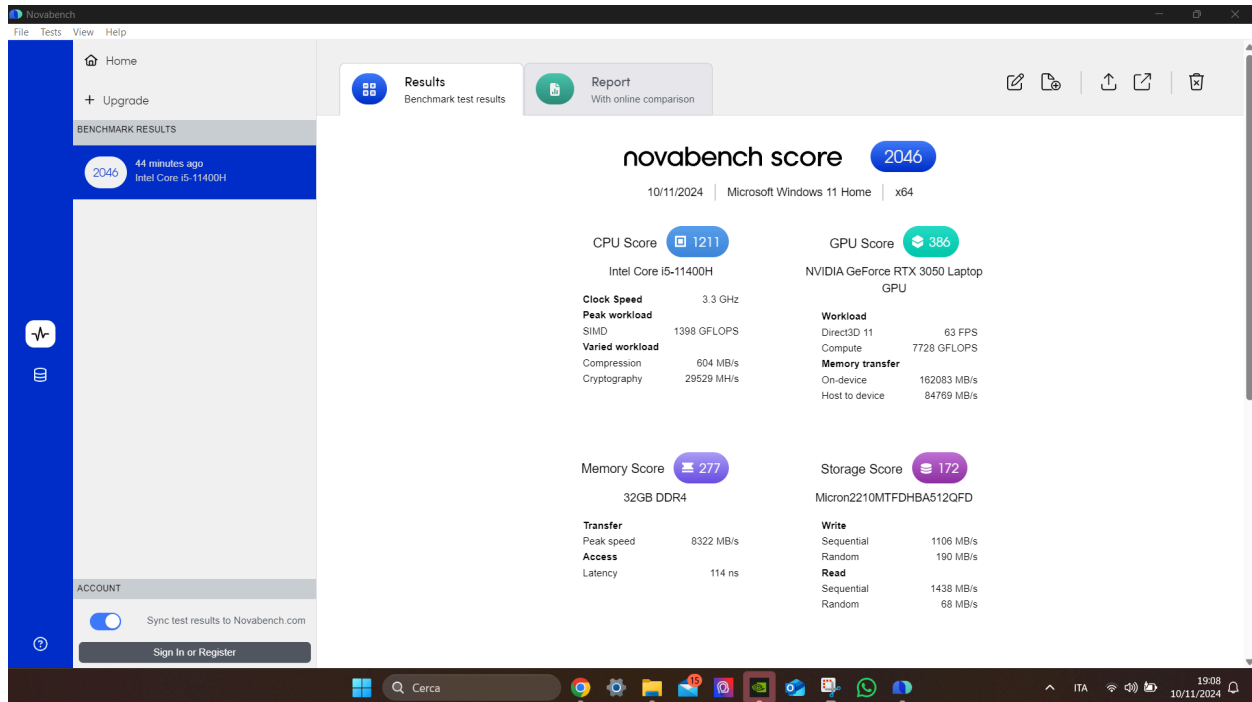 Novabench
File Tests View Help
Home
Upgrade
BENCHMARK RESULTS
2046
44 minutes ago
Intel Core i5-11400H
ACCOUNT
Sync test results to Novabench.com
Sign In or Register
Results
Benchmark test results
Report
With online comparison
novabench score 2046
10/11/2024 Microsoft Windows 11 Home x64
CPU Score 1211
Intel Core i5-11400H
Clock Speed 3.3 GHz
Peak workload
SIMD 1398 GFLOPS
Varied workload
Compression 604 MB/s
Cryptography 29529 MH/s
GPU Score 386
NVIDIA GeForce RTX 3050 Laptop
GPU
Workload
Direct3D 11 63 FPS
Compute 7728 GFLOPS
Memory transfer
On-device 162083 MB/s
Host to device 84769 MB/s
Memory Score 277
32GB DDR4
Transfer
Peak speed 8322 MB/s
Access
Latency 114 ns
Storage Score 172
Micron2210MTFDHBA512QFD
Write
Sequential 1106 MB/s
Random 190 MB/s
Read
Sequential 1438 MB/s
Random 68 MB/s
Cerca
15
ITA
19:08
10/11/2024